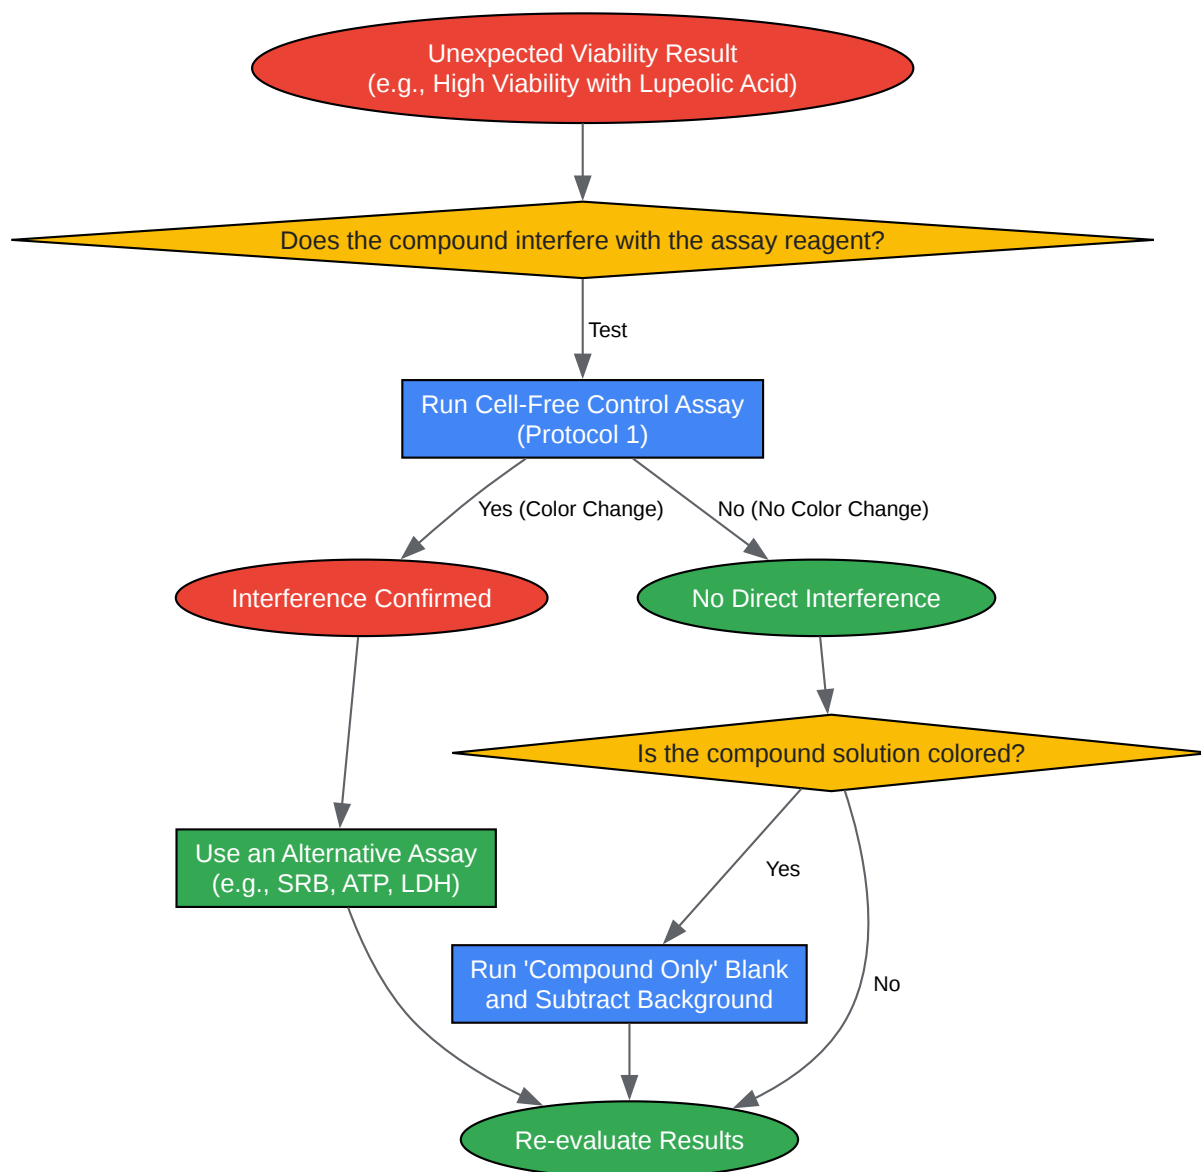 Unexpected Viability Result
(e.g., High Viability with Lupeolic Acid)
Does the compound interfere with the assay reagent?
Test
Run Cell-Free Control Assay
(Protocol 1)
Yes (Color Change)
No (No Color Change)
Interference Confirmed
No Direct Interference
Is the compound solution colored?
Use an Alternative Assay
(e.g., SRB, ATP, LDH)
Yes
Run 'Compound Only' Blank
and Subtract Background
No
Re-evaluate Results